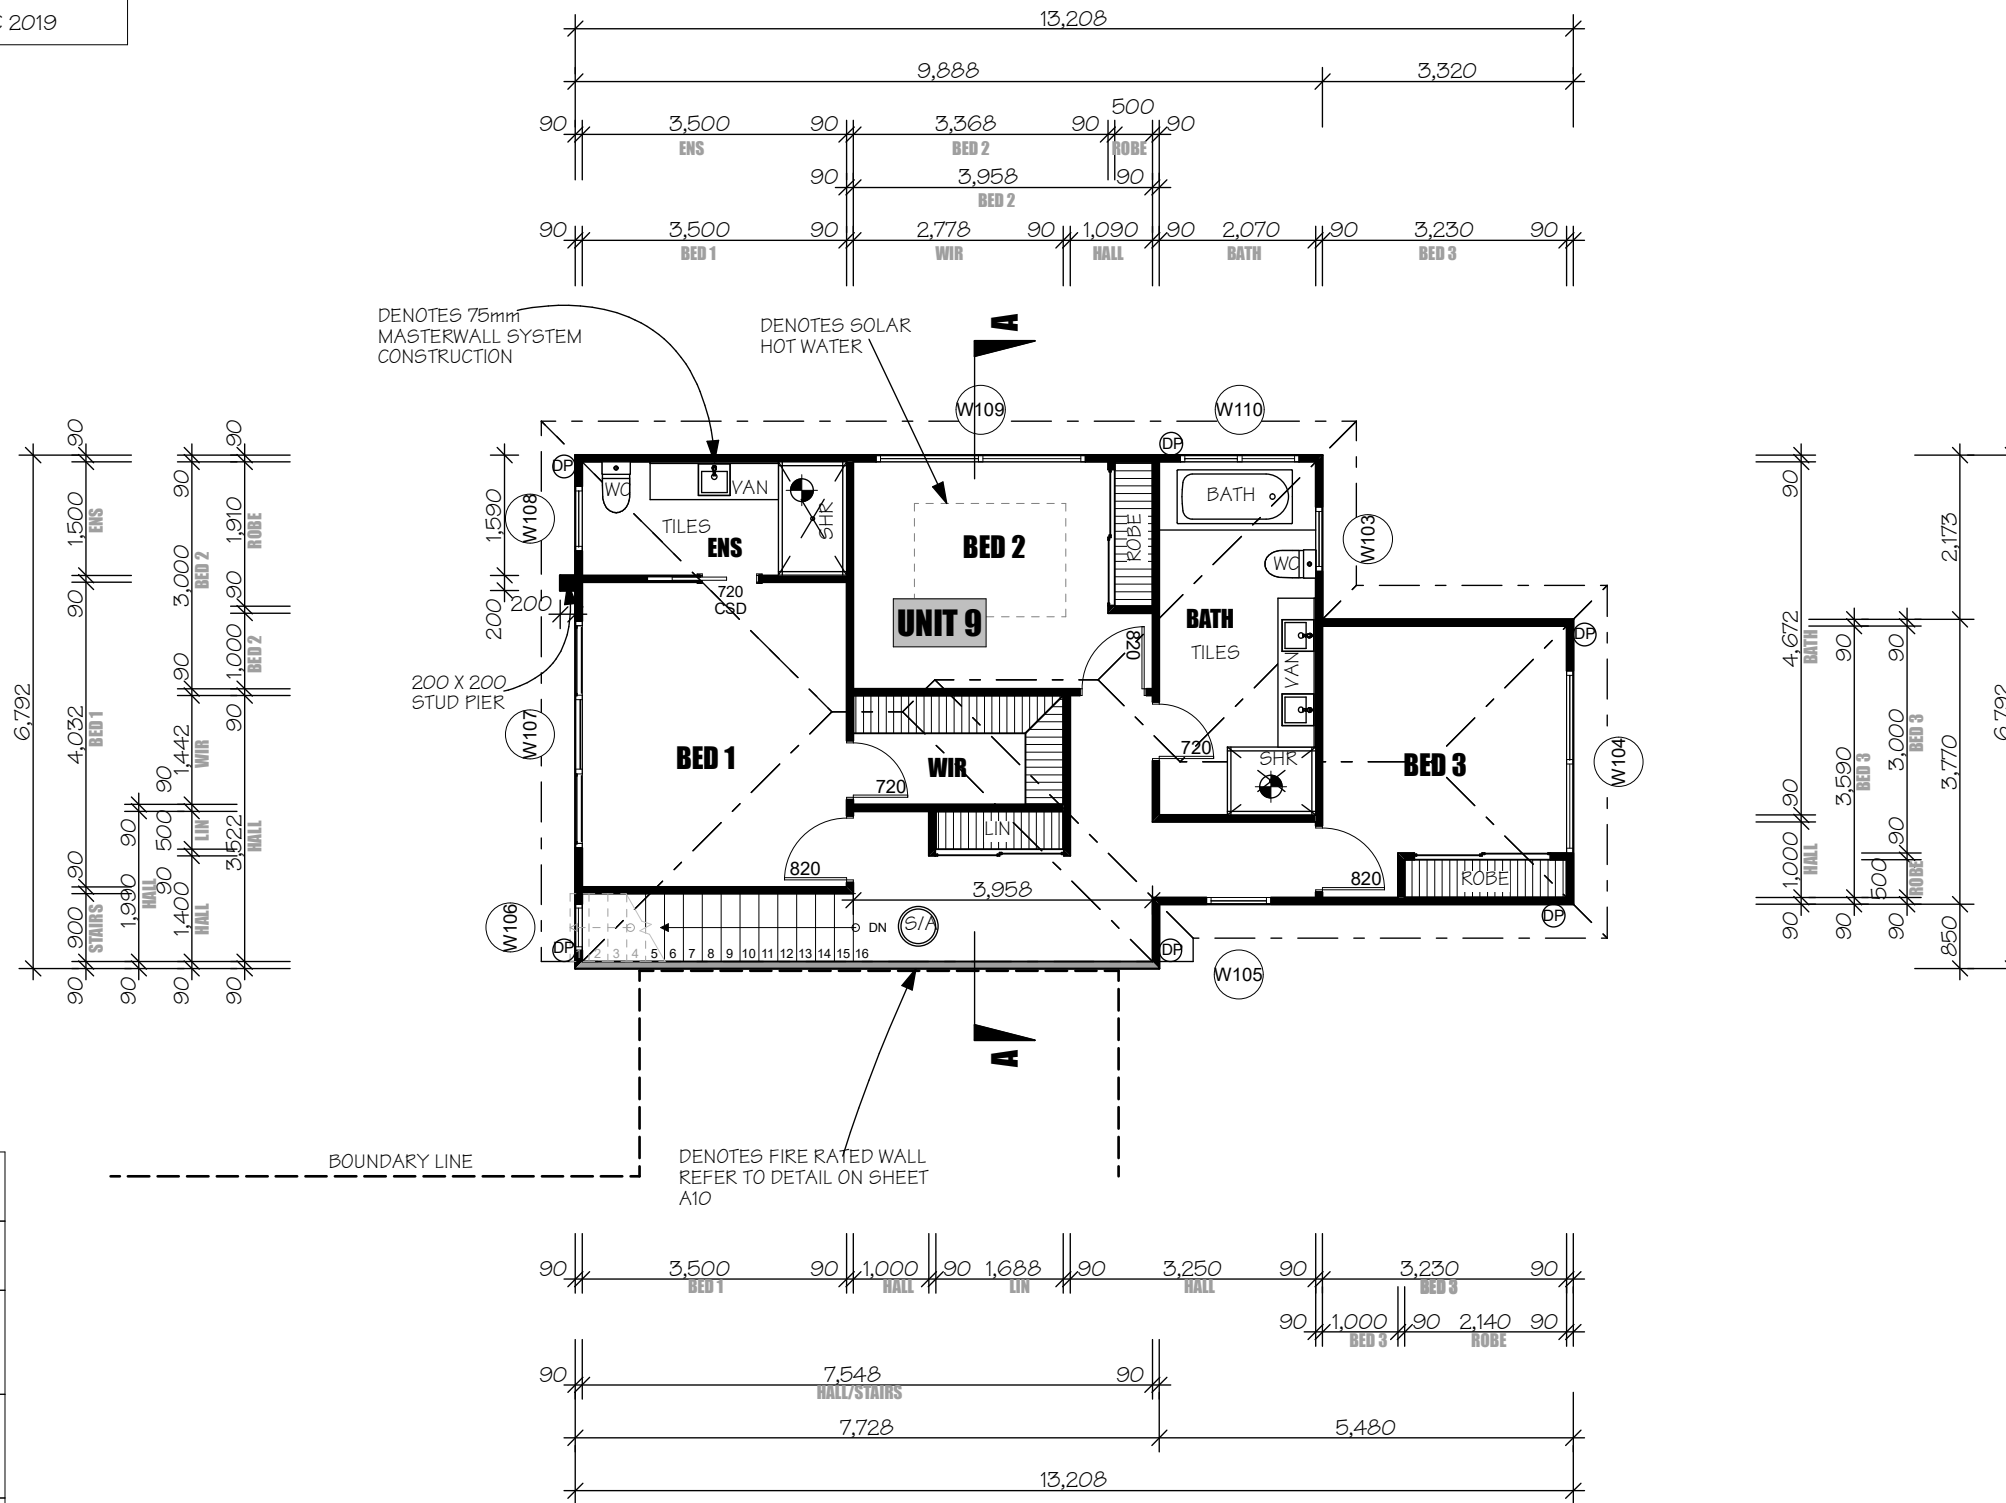 2019
13,208
9,888
3,320
500
90 3,500 90 3,368 90 90
ENS BED 2 ROBE
90 3,958 90
BED 2
90 3,500 90 2,778 90 1,090 90 2,070 90 3,230 90
BED 1 WIR HALL BATH BED 3
DENOTES 75mm
MASTERWALL SYSTEM
CONSTRUCTION
DENOTES SOLAR
HOT WATER
A
W109
W110
DP
DP
WC
VAN
SHR
TILES
ENS
720
CSD
BED 2
ROBE
UNIT 9
820
BATH
WC
BATH
TILES
VAN
720
SHR
W108
W103
DP
1,590
200
200
200 X 200
STUD PIER
W107
BED 1
WIR
720
LIN
820
BED 3
W104
820
ROBE
DP
3,958
W106
DP
S/A
DN
2 3 4 5 6 7 8 9 10 11 12 13 14 15 16
DP
W105
A
6,792
90 1,500 90 4,032 90 900 90
ENS BED 1 STAIRS
90 1,990 90
HALL
90 3,000 90 1,442 90 500 90 1,400 90
BED 2 WIR LIN HALL
90 1,910 90 1,000 90 3,522 90
ROBE BED 2 HALL
90 4,672 90 1,000 90
BATH HALL
90 3,590 90
BED 3
90 3,000 90 500 90
BED 3 ROBE
2,173
3,770
850
6,792
BOUNDARY LINE
DENOTES FIRE RATED WALL
REFER TO DETAIL ON SHEET
A10
90 3,500 90 1,000 90 1,688 90 3,250 90 3,230 90
BED 1 HALL LIN HALL BED 3
90 1,000 90 2,140 90
BED 3 ROBE
90 7,548 90
HALL/STAIRS
7,728
5,480
13,208